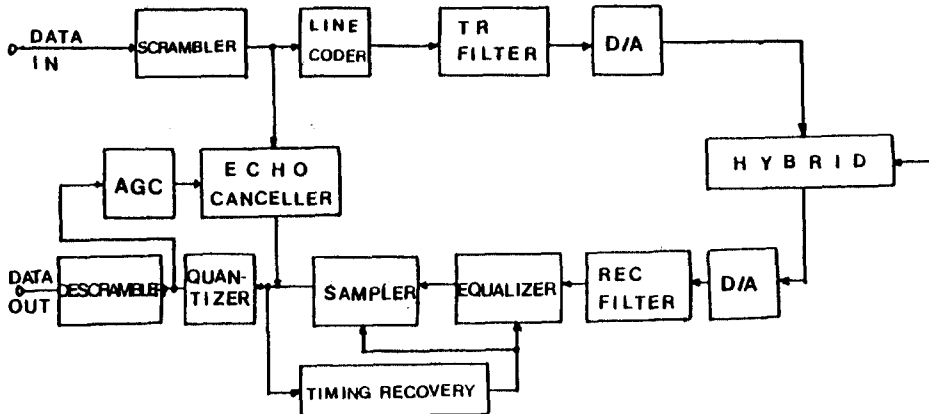 DATA
IN
SCRAMBLER
LINE
CODER
TR
FILTER
D/A
HYBRID
AGC
ECHO
CANCELLER
DATA
OUT
DESCRAMBLER
QUAN-
TIZER
SAMPLER
EQUALIZER
REC
FILTER
D/A
TIMING RECOVERY